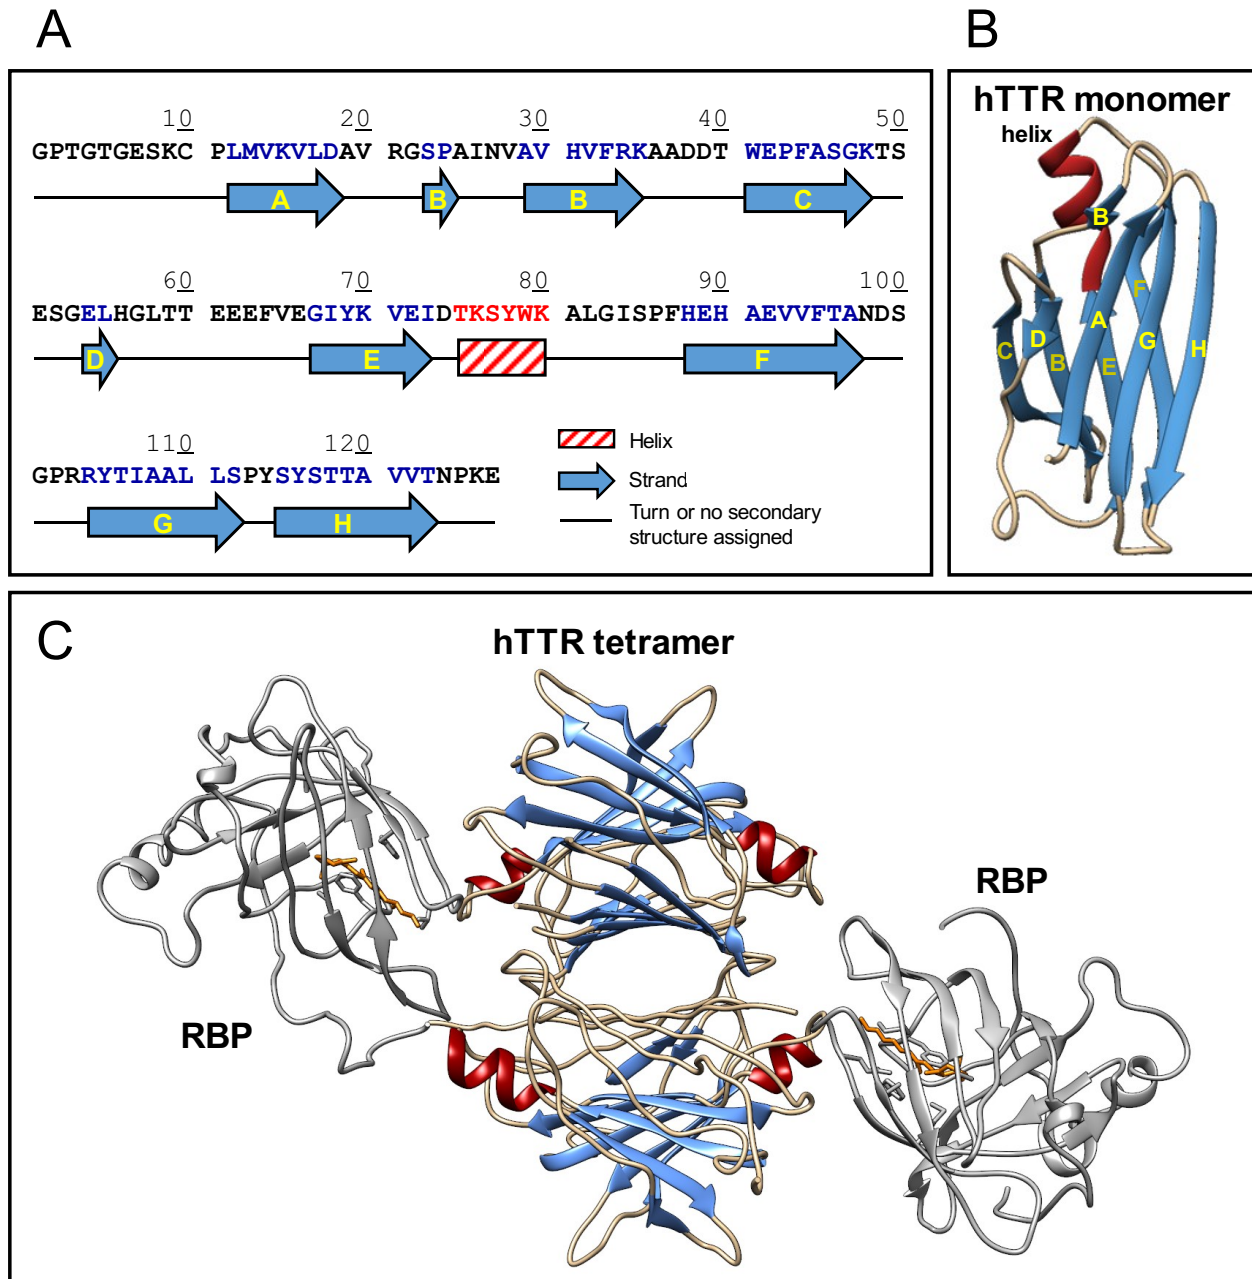 A
10 20 30 40 50
GPTGTGESKC PLMVKVLDAV RGSPAINVAV HVFRKAADDT WEPFASGKTS
A B B C
60 70 80 90 100
ESGELHGLTT EEEFVEGIYK VEIDTKSYWK ALGISPFHEH AEVVFTANDS
D E F
110 120
GPRRYTIAAL LSPYSYSTTA VVTNPKE
G H
Helix
Strand
Turn or no secondary
structure assigned
B
hTTR monomer
helix
B
F
A
C D B E G H
C
hTTR tetramer
RBP
RBP